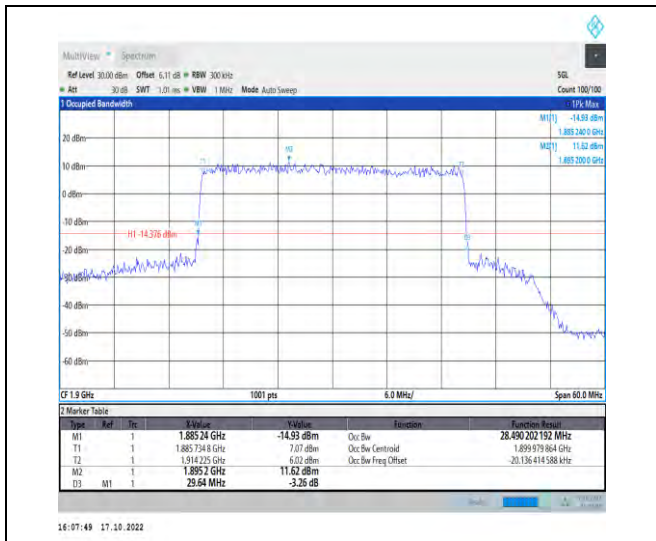 MultiView Spectrum
Ref Level 30.00 dBm Offset 6.11 dB RBW 300 kHz SGL
Att 30 dB SWT 1.01 ms VBW 1 MHz Mode Auto Sweep Count 100/100
1 Occupied Bandwidth 1Pk Max
M1[1] -14.93 dBm
1.885 240 0 GHz
20 dBm M2[1] 11.62 dBm
1.895 200 0 GHz
M2
10 dBm T1
0 dBm
-10 dBm
M1
H1 -14.376 dBm
-20 dBm
-30 dBm
-40 dBm
-50 dBm
-60 dBm
CF 1.9 GHz 1001 pts 6.0 MHz/ Span 60.0 MHz
2 Marker Table
Type Ref Trc X-Value Y-Value Function Function Result
M1 1 1.885 24 GHz -14.93 dBm Occ Bw 28.490 202 192 MHz
T1 1 1.885 734 8 GHz 7.07 dBm Occ Bw Centroid 1.899 979 864 GHz
T2 1 1.914 225 GHz 6.02 dBm Occ Bw Freq Offset -20.136 414 588 kHz
M2 1 1.895 2 GHz 11.62 dBm
D3 M1 1 29.64 MHz -3.26 dB
16:07:49 17.10.2022